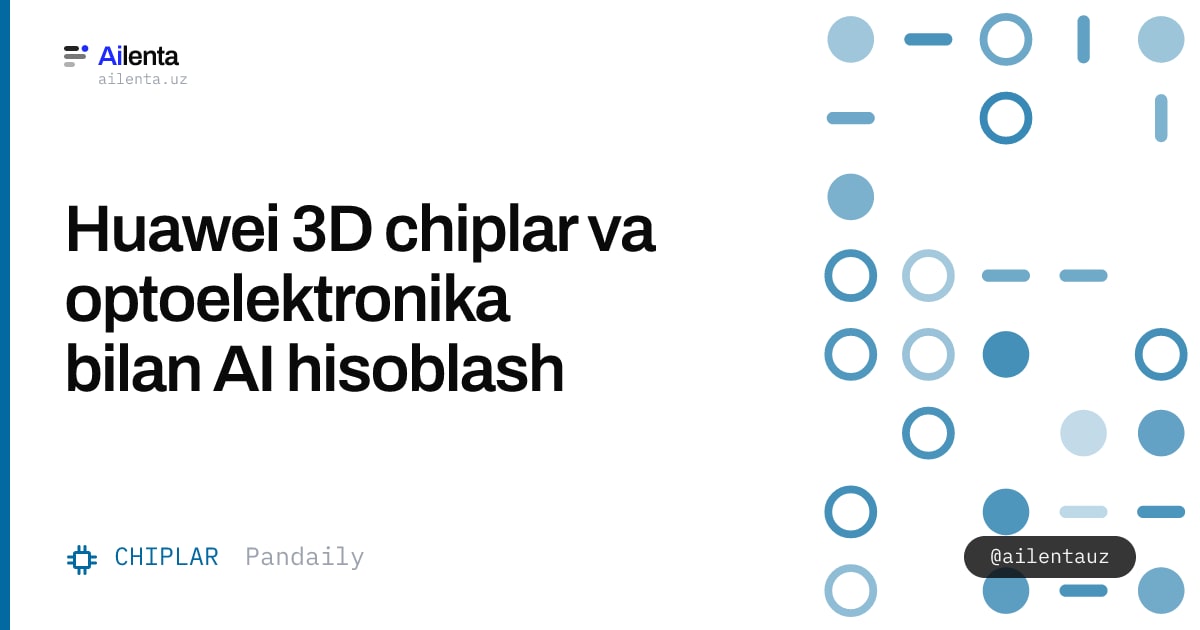 Ailenta
ailenta.uz
Huawei 3D chiplar va
optoelektronika
bilan AI hisoblash
CHIPLAR Pandaily
@ailentauz